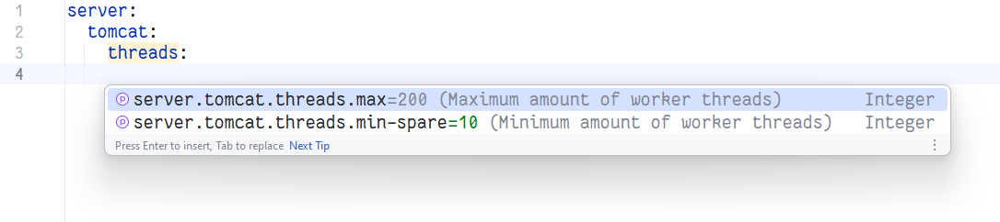 1 server:
2 tomcat:
3 threads:
4
p server.tomcat.threads.max=200 (Maximum amount of worker threads) Integer
p server.tomcat.threads.min-spare=10 (Minimum amount of worker threads) Integer
Press Enter to insert, Tab to replace Next Tip